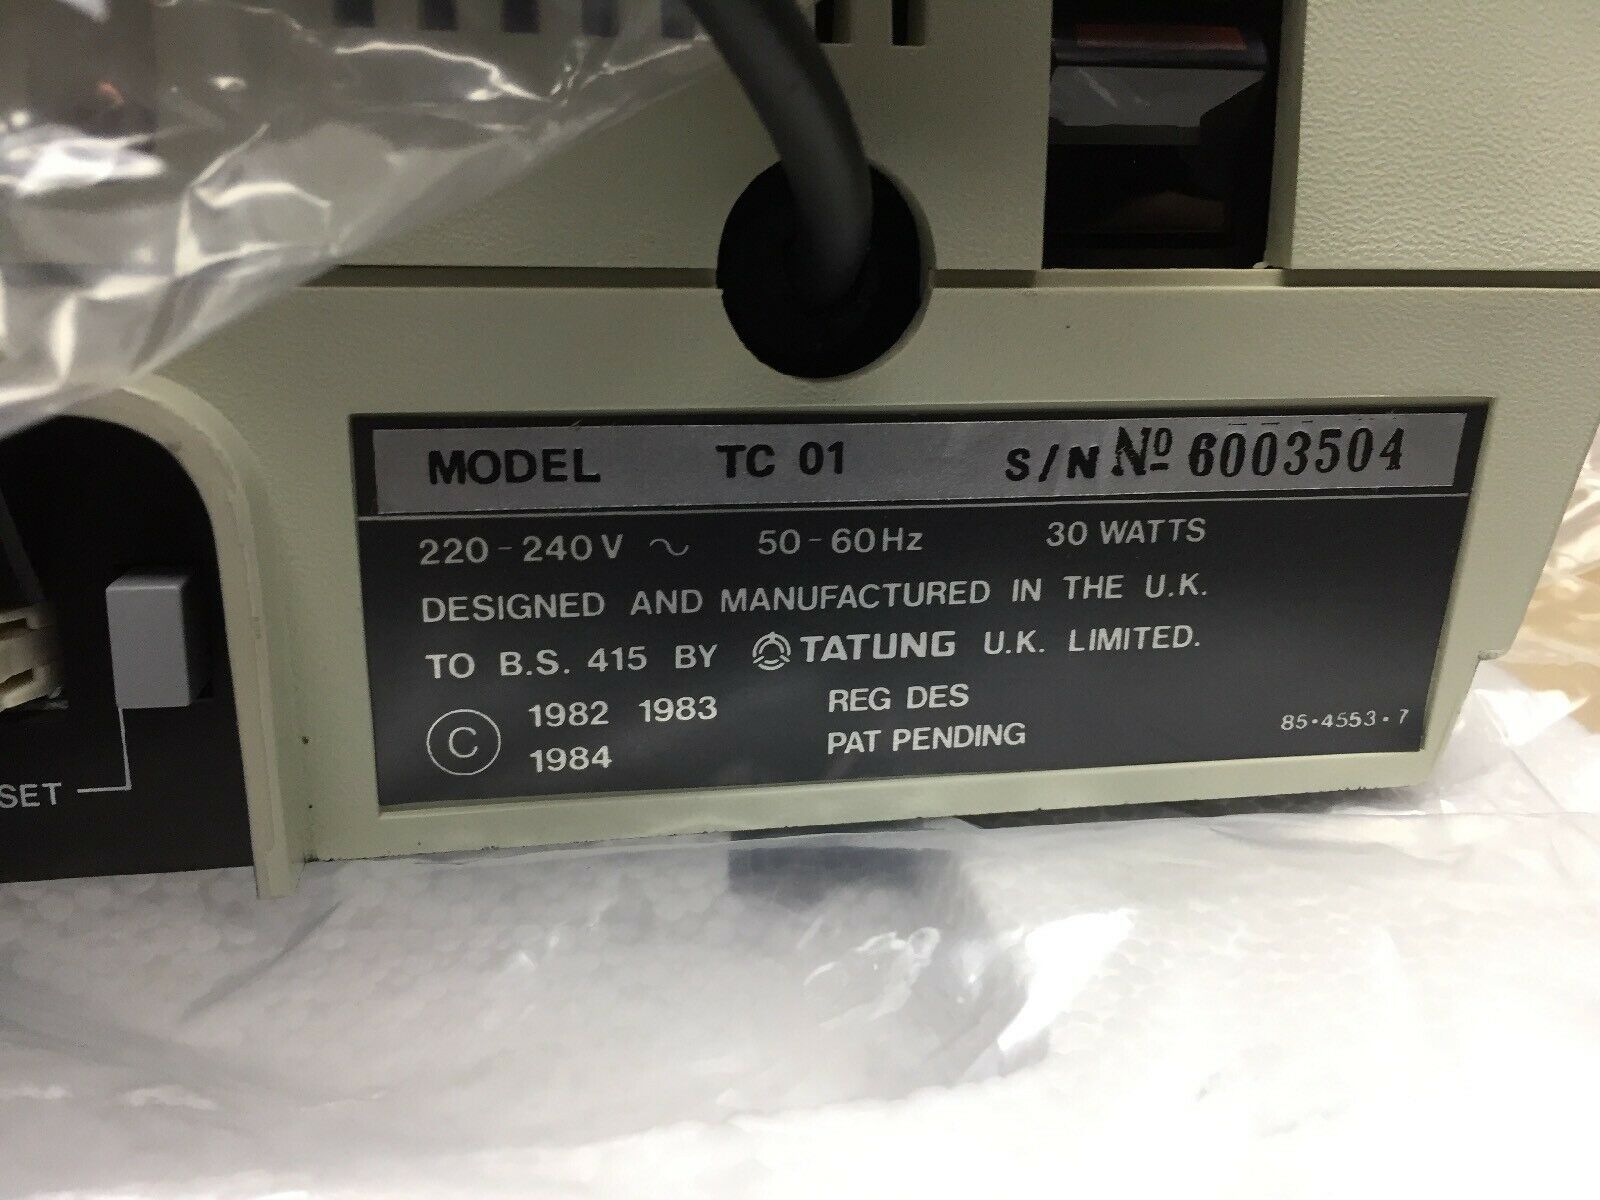 MODEL TC 01 S/N Nº 6003504
220-240V ~ 50-60Hz 30 WATTS
DESIGNED AND MANUFACTURED IN THE U.K.
TO B.S. 415 BY TATUNG U.K. LIMITED.
© 1982 1983 REG DES
1984 PAT PENDING 85·4553·7
SET